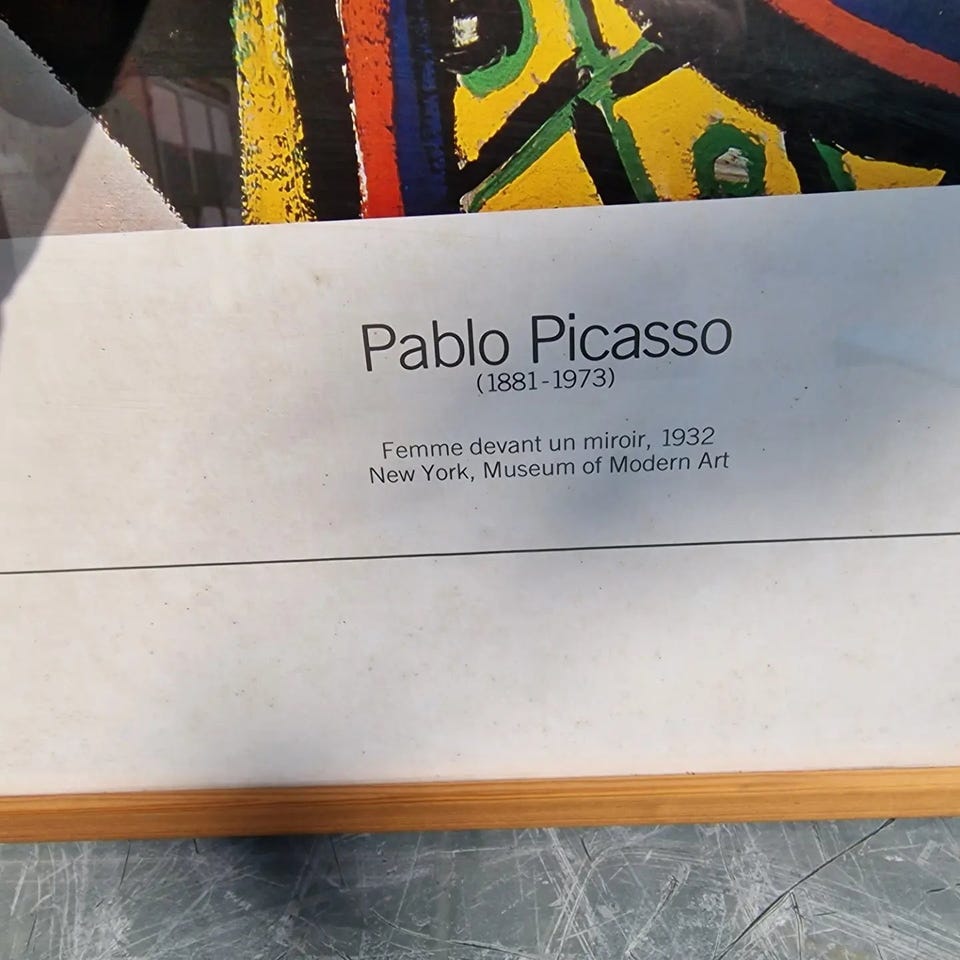 Pablo Picasso
(1881-1973)
Femme devant un miroir, 1932
New York, Museum of Modern Art